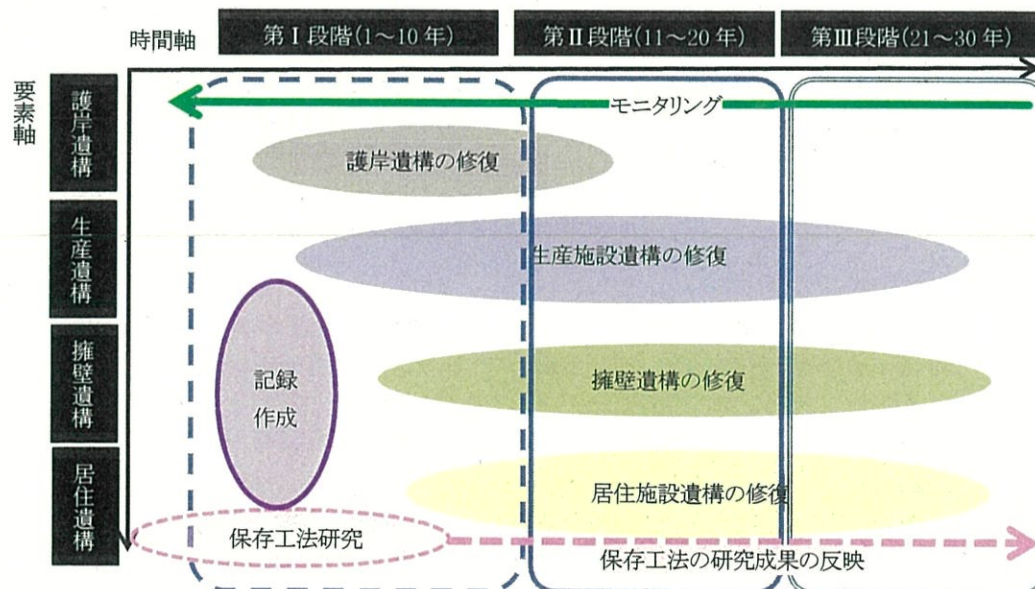 時間軸
第Ⅰ段階(1～10年)
第Ⅱ段階(11～20年)
第Ⅲ段階(21～30年)
要素軸
護岸遺構
モニタリング
護岸遺構の修復
生産遺構
生産施設遺構の修復
擁壁遺構
記録
作成
擁壁遺構の修復
居住遺構
居住施設遺構の修復
保存工法研究
保存工法の研究成果の反映